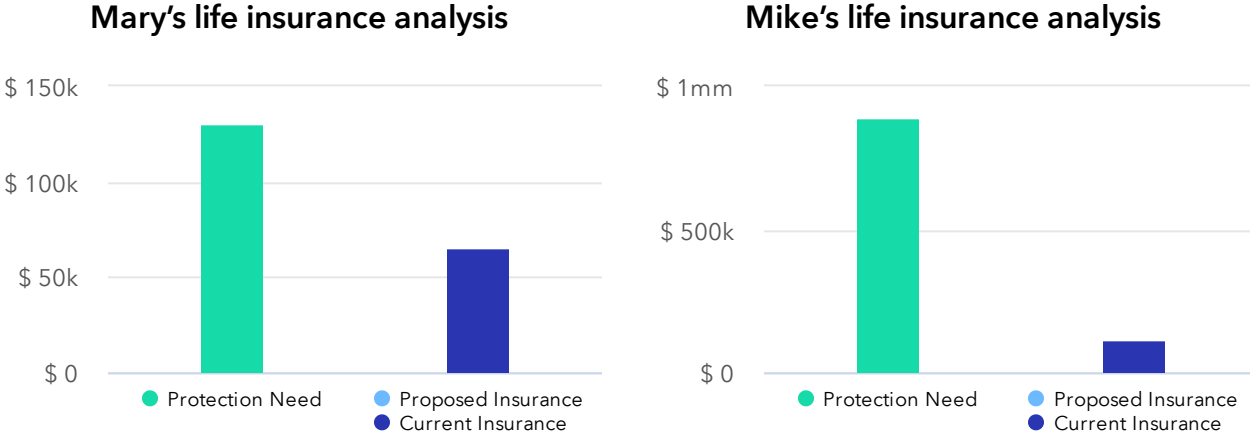 Mary’s life insurance analysis
$ 150k
$ 100k
$ 50k
$ 0
Protection Need
Proposed Insurance
Current Insurance
Mike’s life insurance analysis
$ 1mm
$ 500k
$ 0
Protection Need
Proposed Insurance
Current Insurance